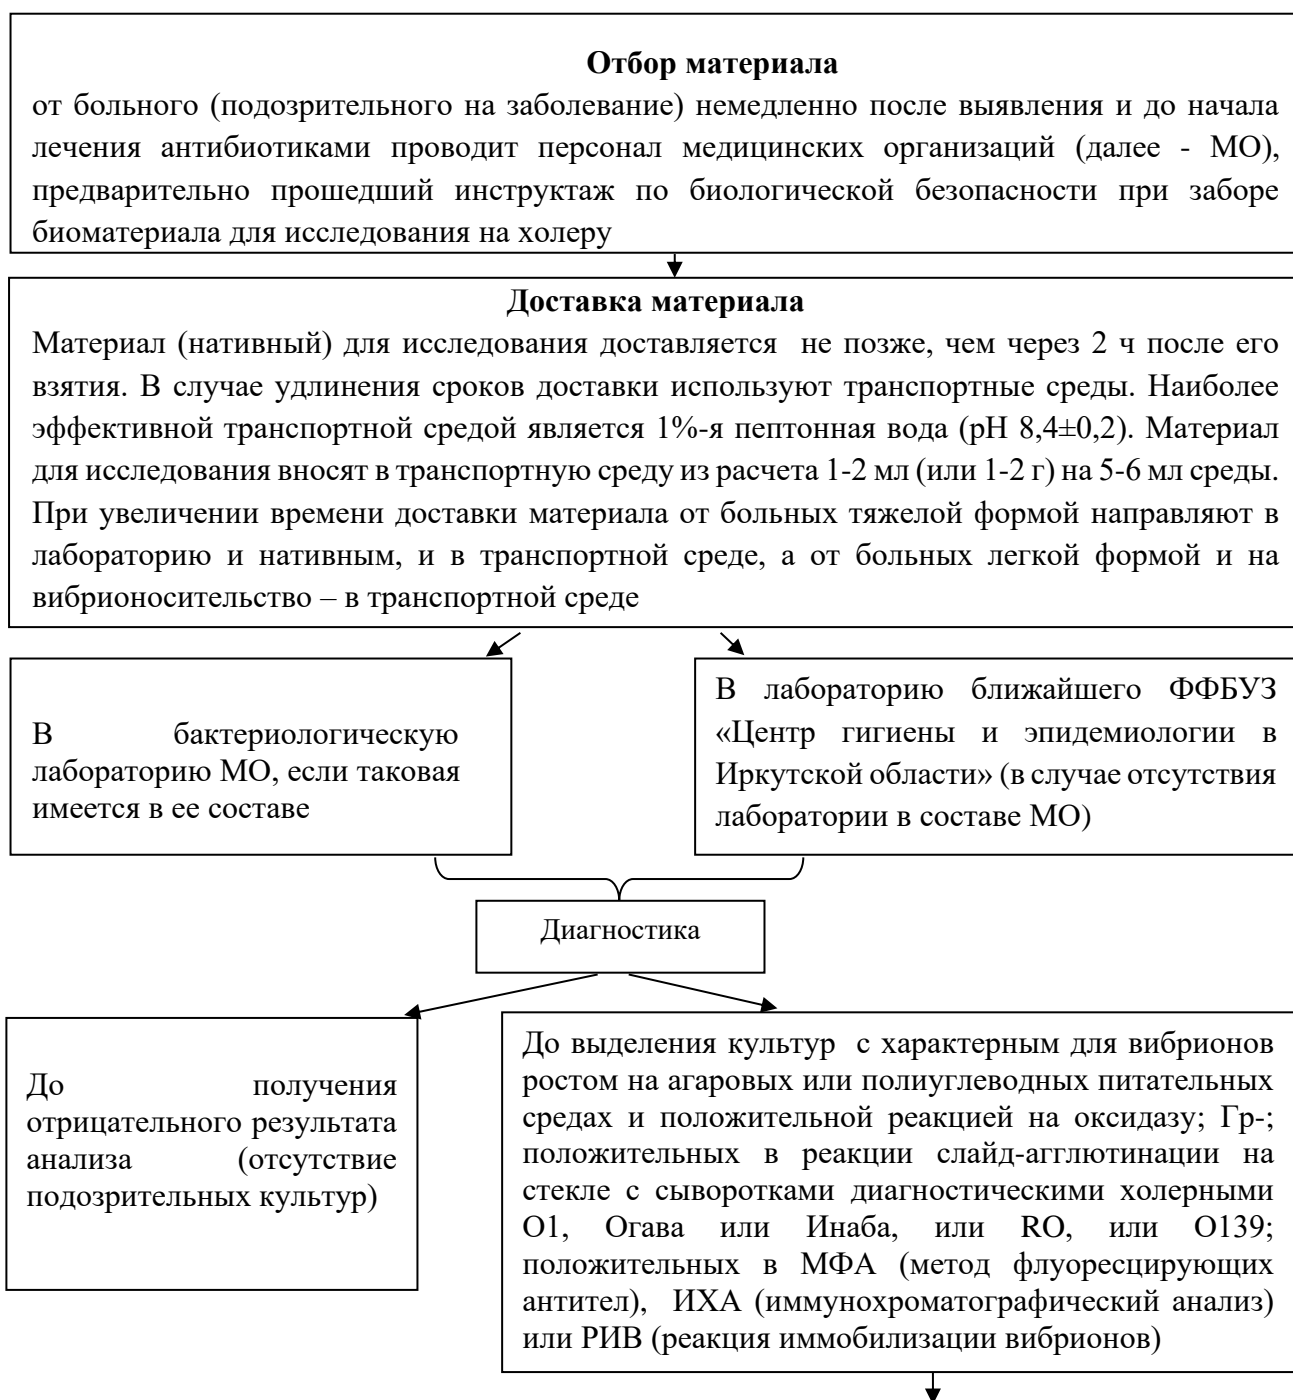 Отбор материала
от больного (подозрительного на заболевание) немедленно после выявления и до начала
лечения антибиотиками проводит персонал медицинских организаций (далее - МО),
предварительно прошедший инструктаж по биологической безопасности при заборе
биоматериала для исследования на холеру
Доставка материала
Материал (нативный) для исследования доставляется не позже, чем через 2 ч после его
взятия. В случае удлинения сроков доставки используют транспортные среды. Наиболее
эффективной транспортной средой является 1%-я пептонная вода (рН 8,4±0,2). Материал
для исследования вносят в транспортную среду из расчета 1-2 мл (или 1-2 г) на 5-6 мл среды.
При увеличении времени доставки материала от больных тяжелой формой направляют в
лабораторию и нативным, и в транспортной среде, а от больных легкой формой и на
вибрионосительство – в транспортной среде
В бактериологическую
лабораторию МО, если таковая
имеется в ее составе
В лабораторию ближайшего ФФБУЗ
«Центр гигиены и эпидемиологии в
Иркутской области» (в случае отсутствия
лаборатории в составе МО)
Диагностика
До получения
отрицательного результата
анализа (отсутствие
подозрительных культур)
До выделения культур с характерным для вибрионов
ростом на агаровых или полиуглеводных питательных
средах и положительной реакцией на оксидазу; Гр-;
положительных в реакции слайд-агглютинации на
стекле с сыворотками диагностическими холерными
О1, Огава или Инаба, или RO, или О139;
положительных в МФА (метод флуоресцирующих
антител), ИХА (иммунохроматографический анализ)
или РИВ (реакция иммобилизации вибрионов)